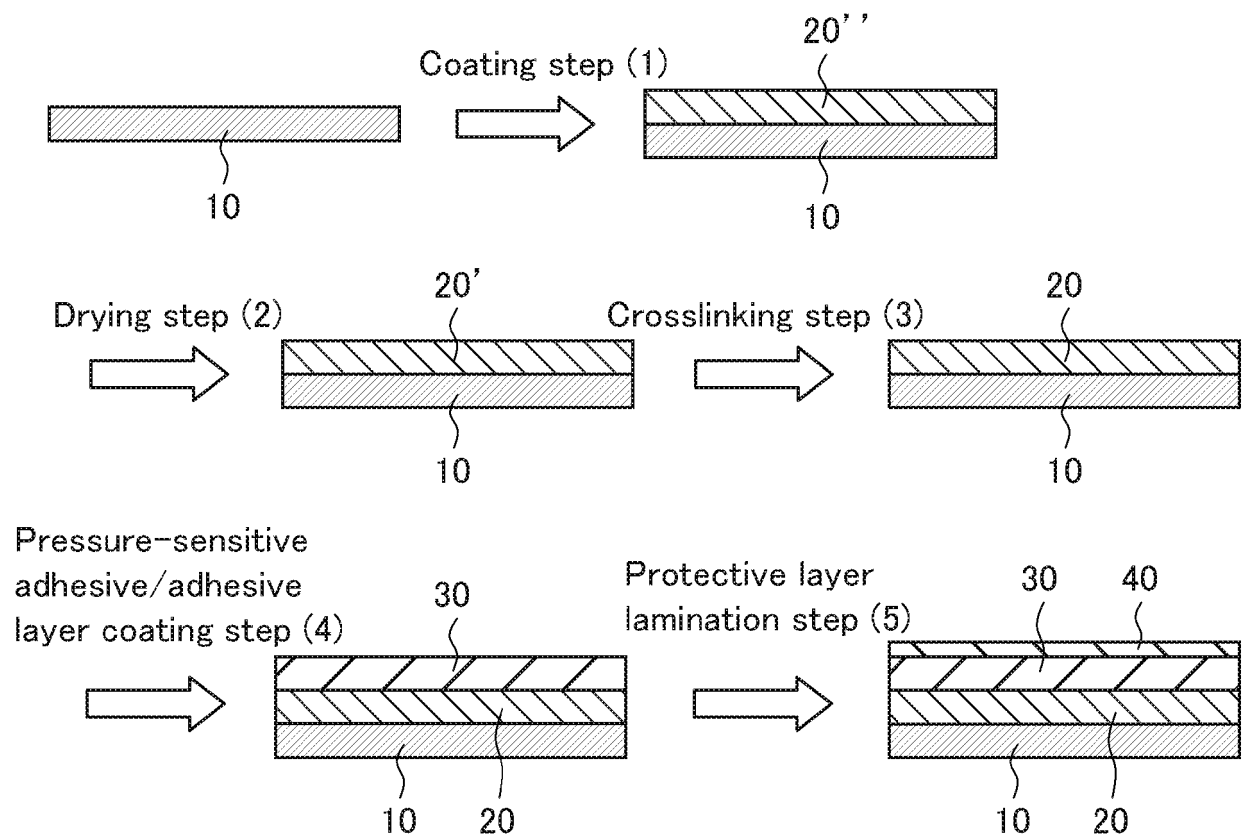 Coating step (1)
20''
10
10
Drying step (2)
20'
10
Crosslinking step (3)
20
10
Pressure-sensitive
adhesive/adhesive
layer coating step (4)
30
10
20
Protective layer
lamination step (5)
30
40
10
20